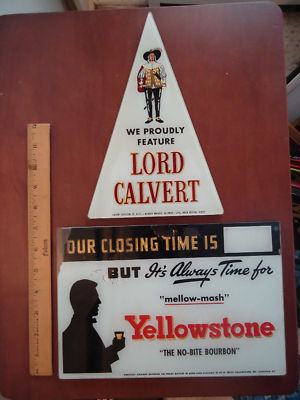 WE PROUDLY
FEATURE
LORD
CALVERT
OUR CLOSING TIME IS
BUT It's Always Time for
"mellow-mash"
Yellowstone
"THE NO-BITE BOURBON"